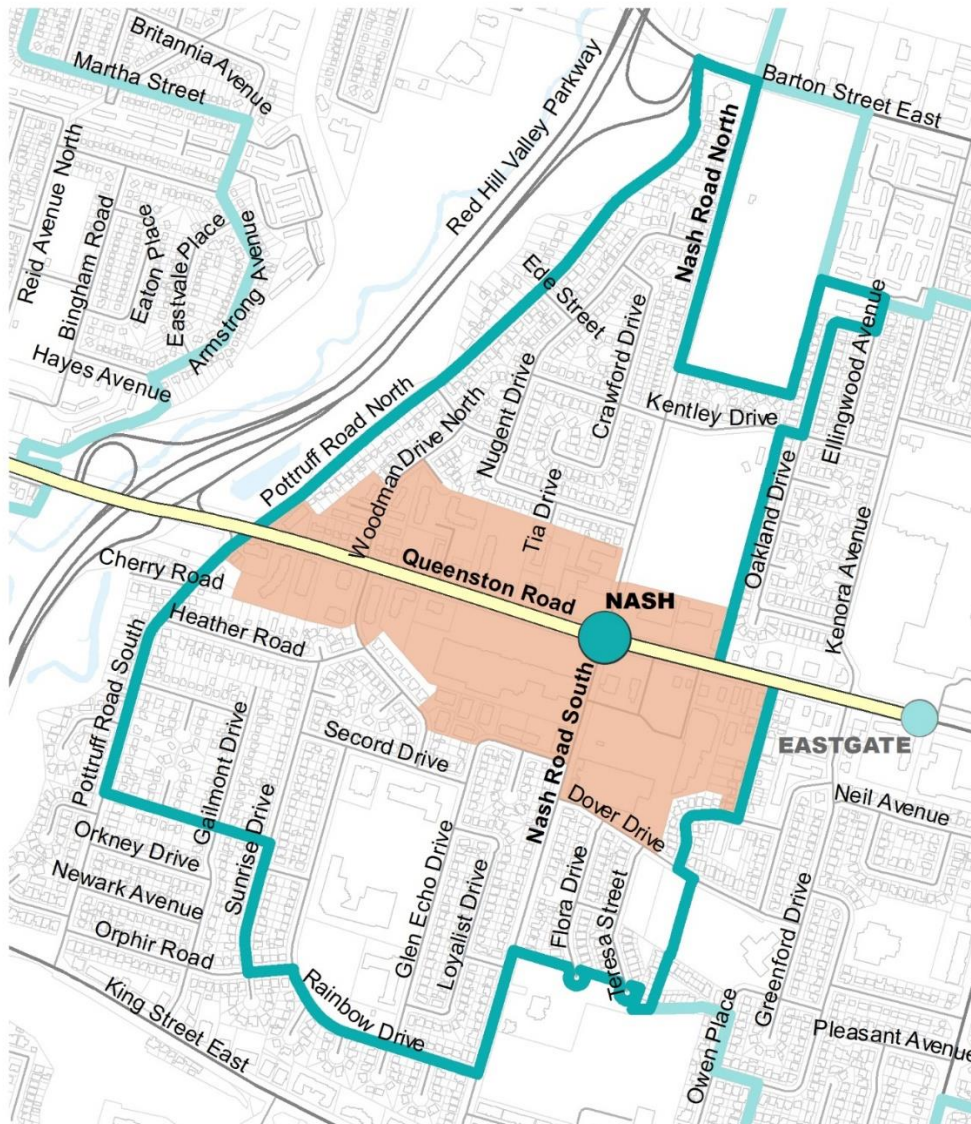 Britannia Avenue
Martha Street
Barton Street East
Red Hill Valley Parkway
Nash Road North
Reid Avenue North
Bingham Road
Eaton Place
Eastvale Place
Armstrong Avenue
Hayes Avenue
Ede Street
Crawford Drive
Nugent Drive
Kentley Drive
Ellingwood Avenue
Pottruff Road North
Woodman Drive North
Tia Drive
Oakland Drive
Kenora Avenue
Queenston Road
NASH
Cherry Road
Heather Road
Pottruff Road South
Nash Road South
EASTGATE
Secord Drive
Gailmont Drive
Sunrise Drive
Dover Drive
Neil Avenue
Orkney Drive
Newark Avenue
Orphir Road
Glen Echo Drive
Loyalist Drive
Flora Drive
Teresa Street
Greenford Drive
King Street East
Rainbow Drive
Owen Place
Pleasant Avenue